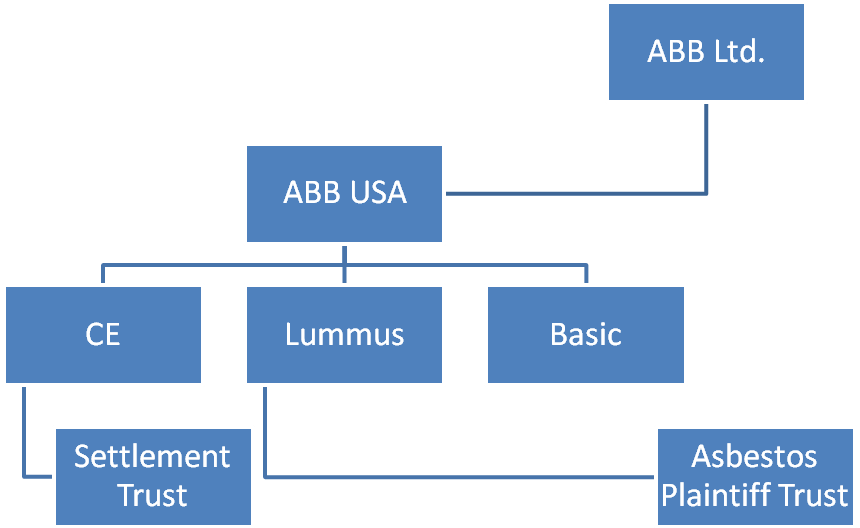 ABB Ltd.
ABB USA
CE
Lummus
Basic
Settlement
Trust
Asbestos
Plaintiff Trust